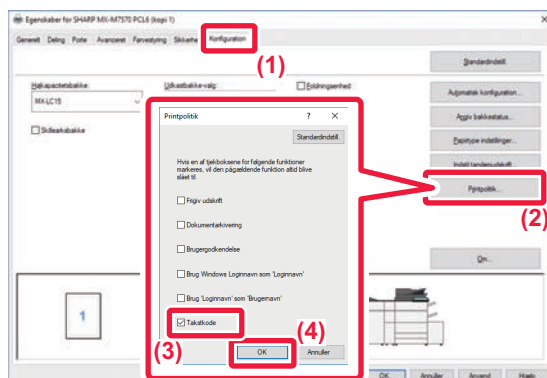 Egenskaber for SHARP MX-M7570 PCL6 (kopi 1)
Generelt Deling Porte Avanceret Farvestyring Sikkerhed Konfiguration
(1)
Standardindstil.
Højkapacitetsbakke:
Udkastbakke-valg:
Foldningsenhed
MX-LC15
Automatisk konfiguration...
Skillearksbakke
Angiv bakkestatus...
Papirtype indstillinger...
Indstil tandemudskrift...
Printpolitik...
(2)
Om...
Printpolitik
?
Standardindstil.
Hvis en af tjekboksene for følgende funktioner
markeres, vil den pågældende funktion altid blive
slået til.
Frigiv udskrift
Dokumentarkivering
Brugergodkendelse
Brug Windows Loginnavn som 'Loginnavn'
Brug 'Loginnavn' som 'Brugernavn'
Takstkode
(3)
(4)
OK Annuller
1
OK Annuller Anvend Hjælp